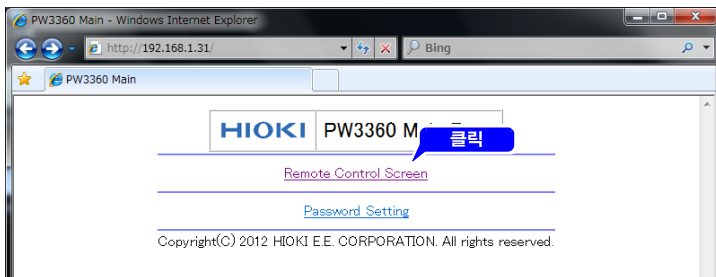 PW3360 Main - Windows Internet Explorer
http://192.168.1.31/
Bing
PW3360 Main
HIOKI PW3360 M
클릭
Remote Control Screen
Password Setting
Copyright(C) 2012 HIOKI E.E. CORPORATION. All rights reserved.